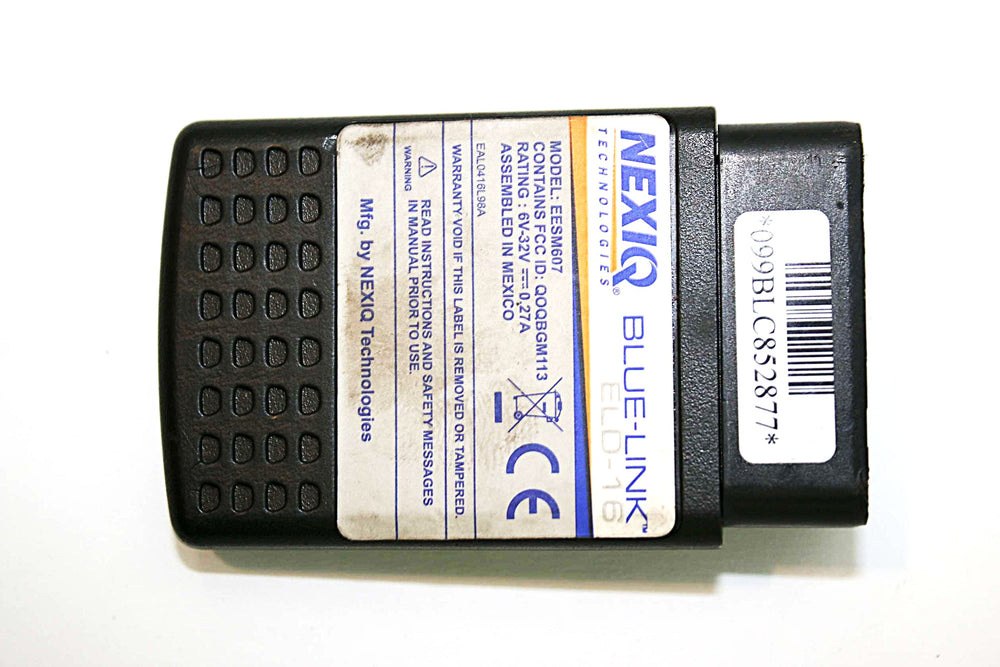 NEXIQ® BLUE-LINK™
TECHNOLOGIES
ELD-16
MODEL: EESM607
CONTAINS FCC ID: QOQBGM113
RATING : 6V-32V 0,27A
ASSEMBLED IN MEXICO
CE
EAL0416L98A
WARRANTY VOID IF THIS LABEL IS REMOVED OR TAMPERED.
READ INSTRUCTIONS AND SAFETY MESSAGES
WARNING IN MANUAL PRIOR TO USE.
Mfg. by NEXIQ Technologies
*099BLC852877*